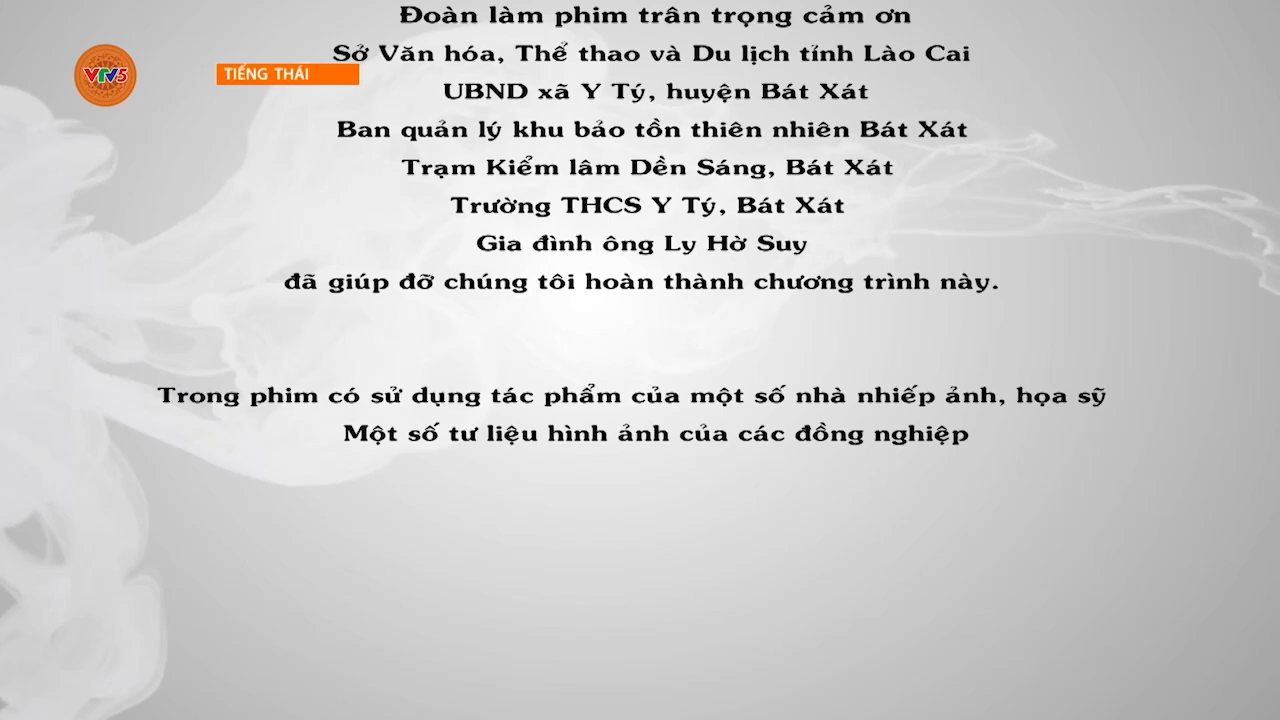 Đoàn làm phim trân trọng cảm ơn
Sở Văn hóa, Thể thao và Du lịch tỉnh Lào Cai
VTV5
TIẾNG THÁI
UBND xã Y Tý, huyện Bát Xát
Ban quản lý khu bảo tồn thiên nhiên Bát Xát
Trạm Kiểm lâm Dền Sáng, Bát Xát
Trường THCS Y Tý, Bát Xát
Gia đình ông Ly Hờ Suy
đã giúp đỡ chúng tôi hoàn thành chương trình này.
Trong phim có sử dụng tác phẩm của một số nhà nhiếp ảnh, họa sỹ
Một số tư liệu hình ảnh của các đồng nghiệp